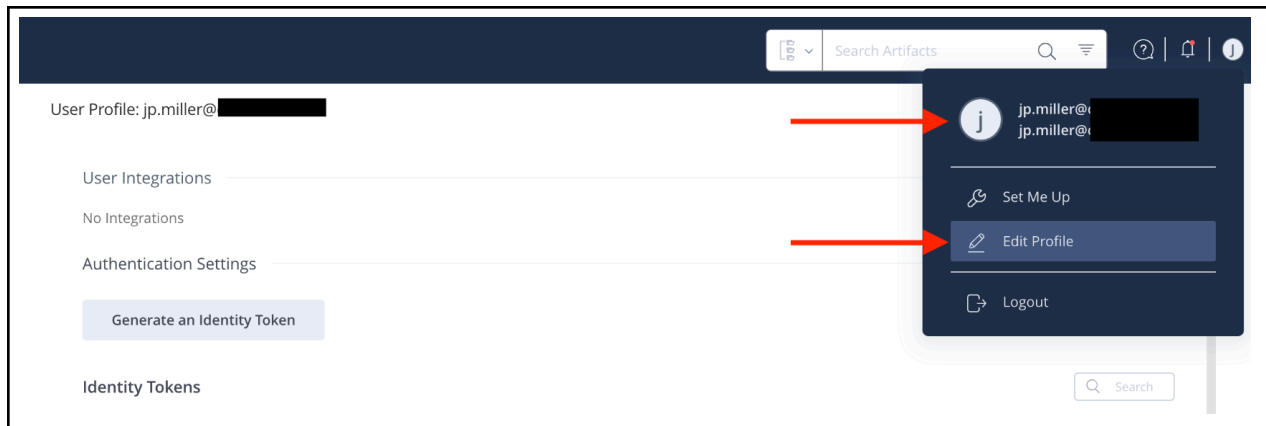 Search Artifacts
J
User Profile: jp.miller@
j
jp.miller@
jp.miller@
User Integrations
No Integrations
Set Me Up
Edit Profile
Authentication Settings
Generate an Identity Token
Logout
Identity Tokens
Search